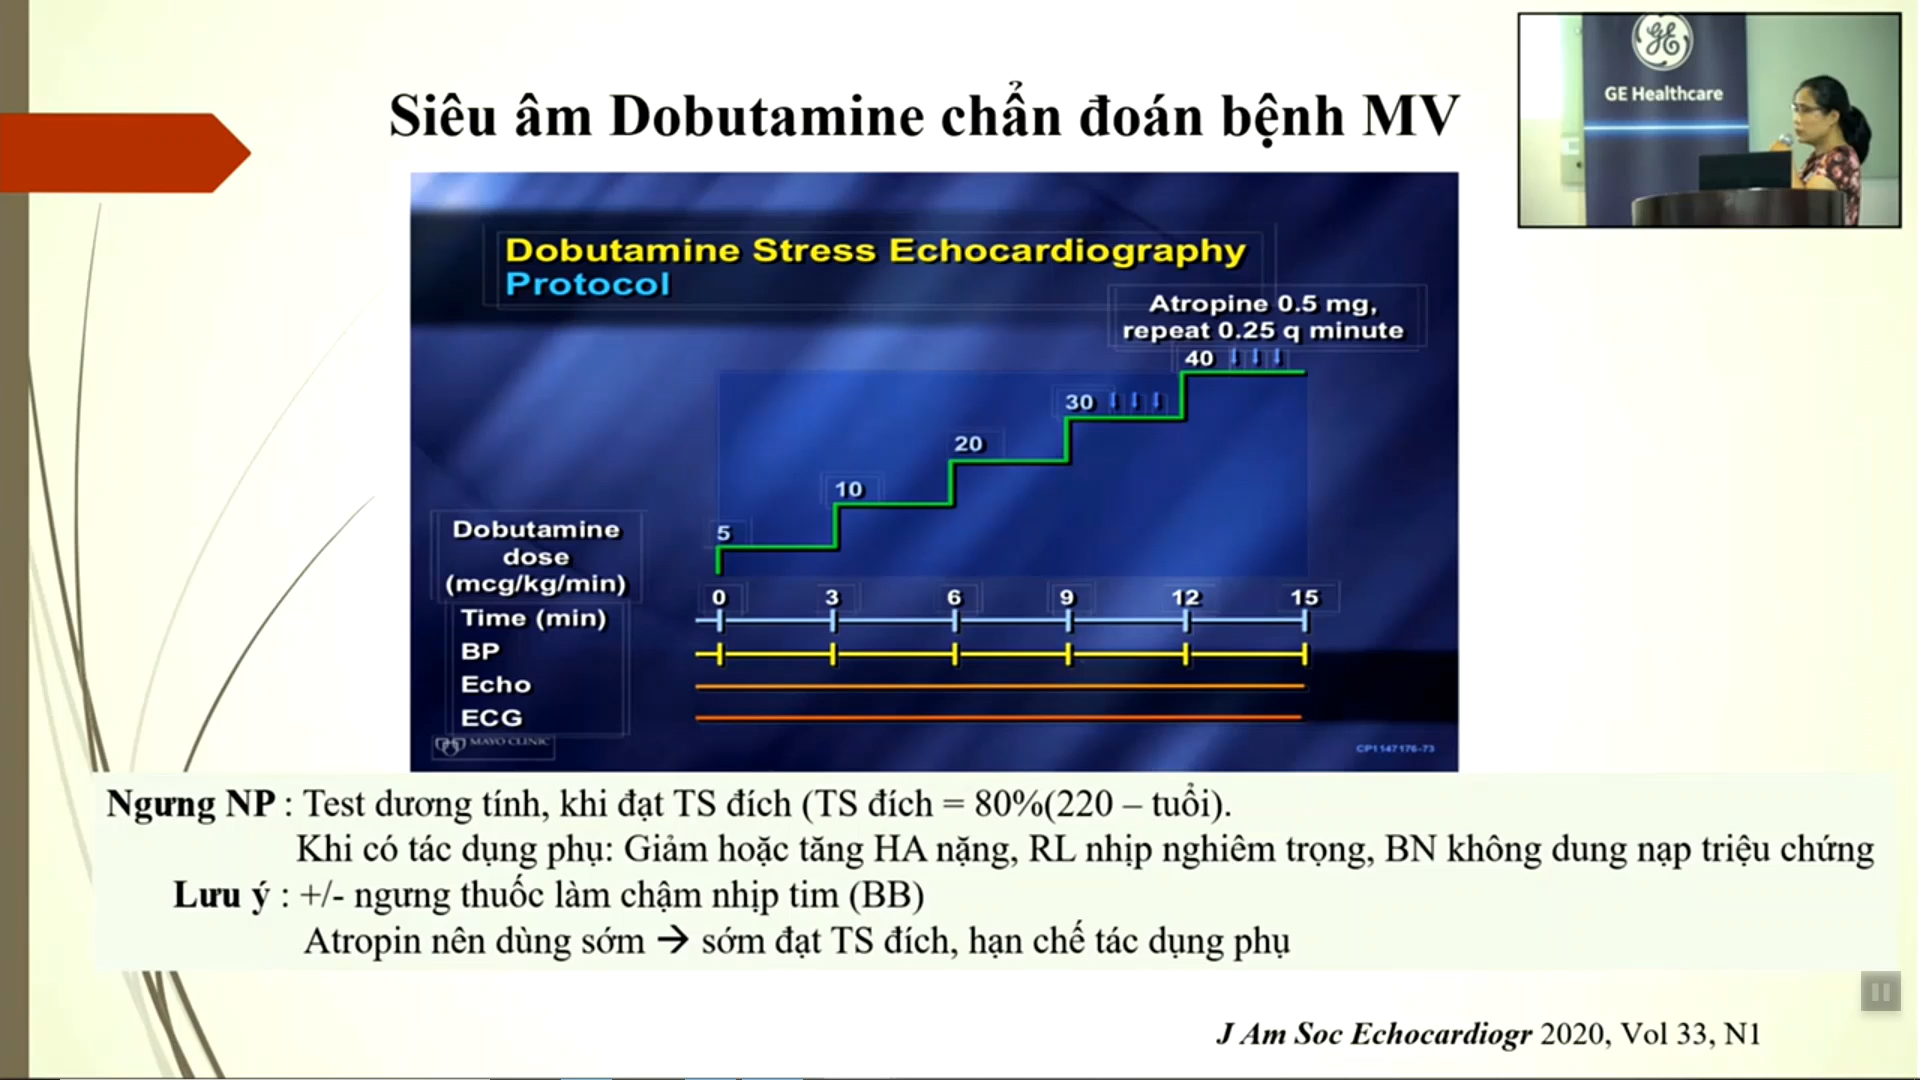 GE Healthcare
Siêu âm Dobutamine chẩn đoán bệnh MV
Dobutamine Stress Echocardiography
Protocol
Atropine 0.5 mg,
repeat 0.25 q minute
40
30
20
10
5
Dobutamine
dose
(mcg/kg/min)
0 3 6 9 12 15
Time (min)
BP
Echo
ECG
MAYO CLINIC
CP1147176-73
Ngưng NP : Test dương tính, khi đạt TS đích (TS đích = 80%(220 – tuổi).
Khi có tác dụng phụ: Giảm hoặc tăng HA nặng, RL nhịp nghiêm trọng, BN không dung nạp triệu chứng
Lưu ý : +/- ngưng thuốc làm chậm nhịp tim (BB)
Atropin nên dùng sớm → sớm đạt TS đích, hạn chế tác dụng phụ
J Am Soc Echocardiogr 2020, Vol 33, N1